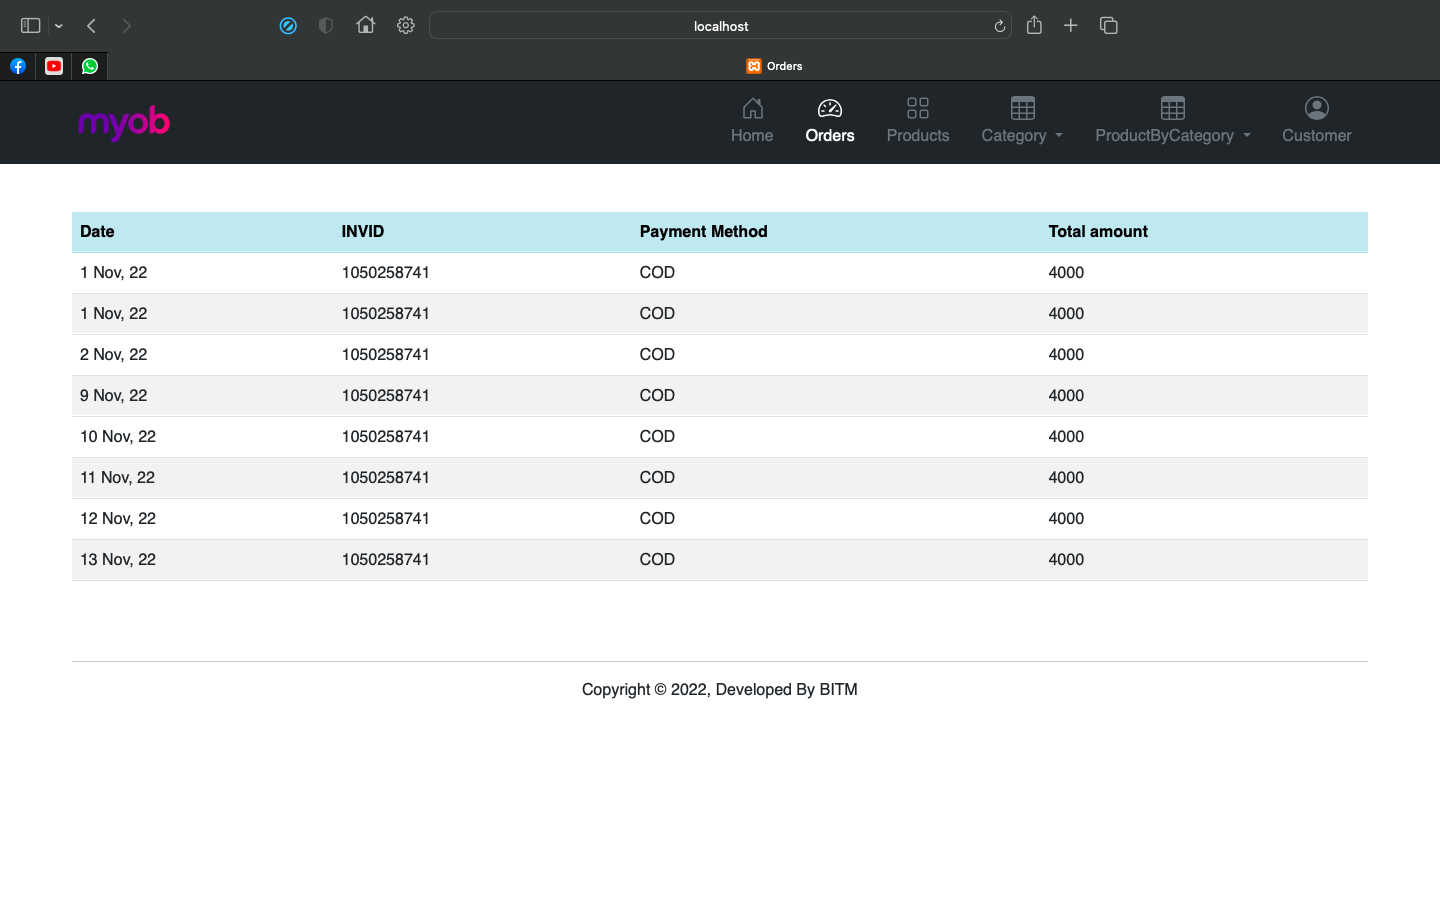 localhost
Orders
myob
Home Orders Products Category ProductByCategory Customer
Date INVID Payment Method Total amount
1 Nov, 22 1050258741 COD 4000
1 Nov, 22 1050258741 COD 4000
2 Nov, 22 1050258741 COD 4000
9 Nov, 22 1050258741 COD 4000
10 Nov, 22 1050258741 COD 4000
11 Nov, 22 1050258741 COD 4000
12 Nov, 22 1050258741 COD 4000
13 Nov, 22 1050258741 COD 4000
Copyright © 2022, Developed By BITM